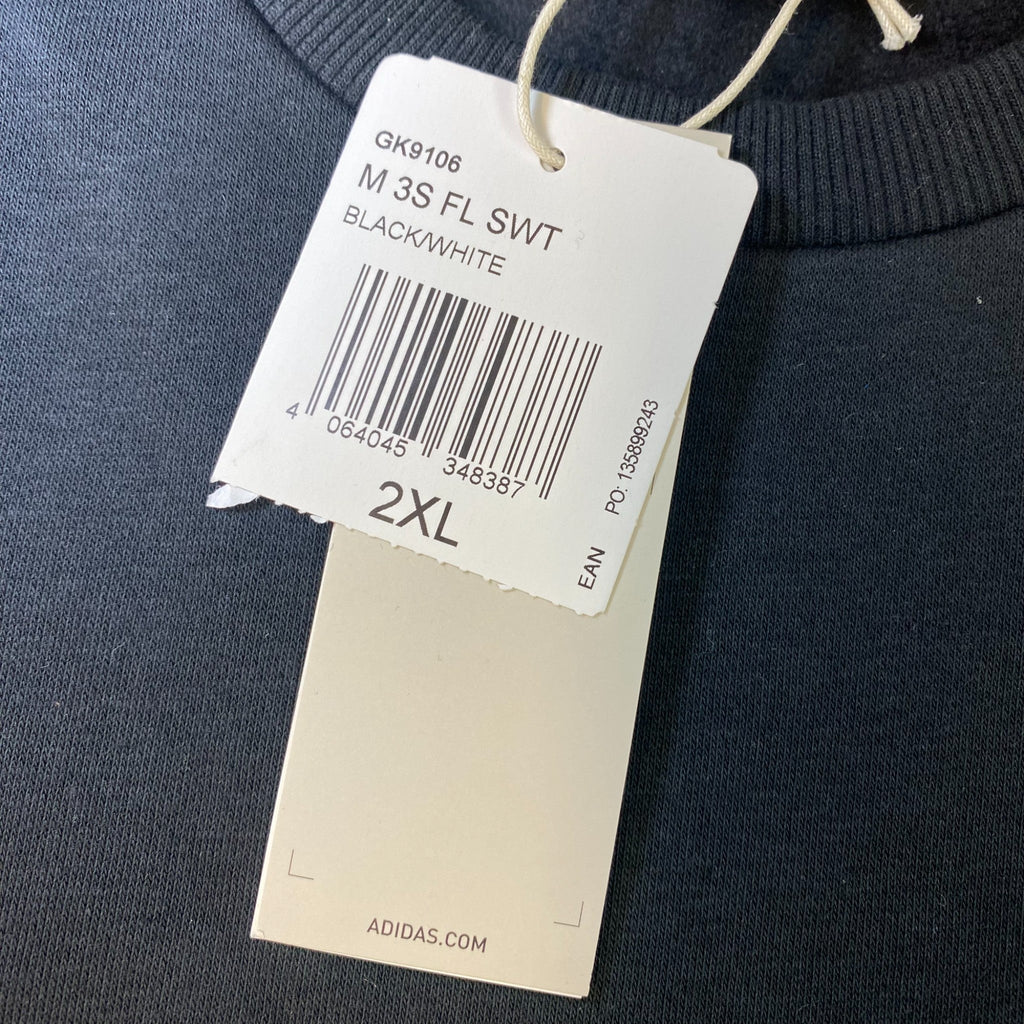 GK9106
M 3S FL SWT
BLACK/WHITE
4 064045 348387
2XL
EAN
PO: 135899243
ADIDAS.COM